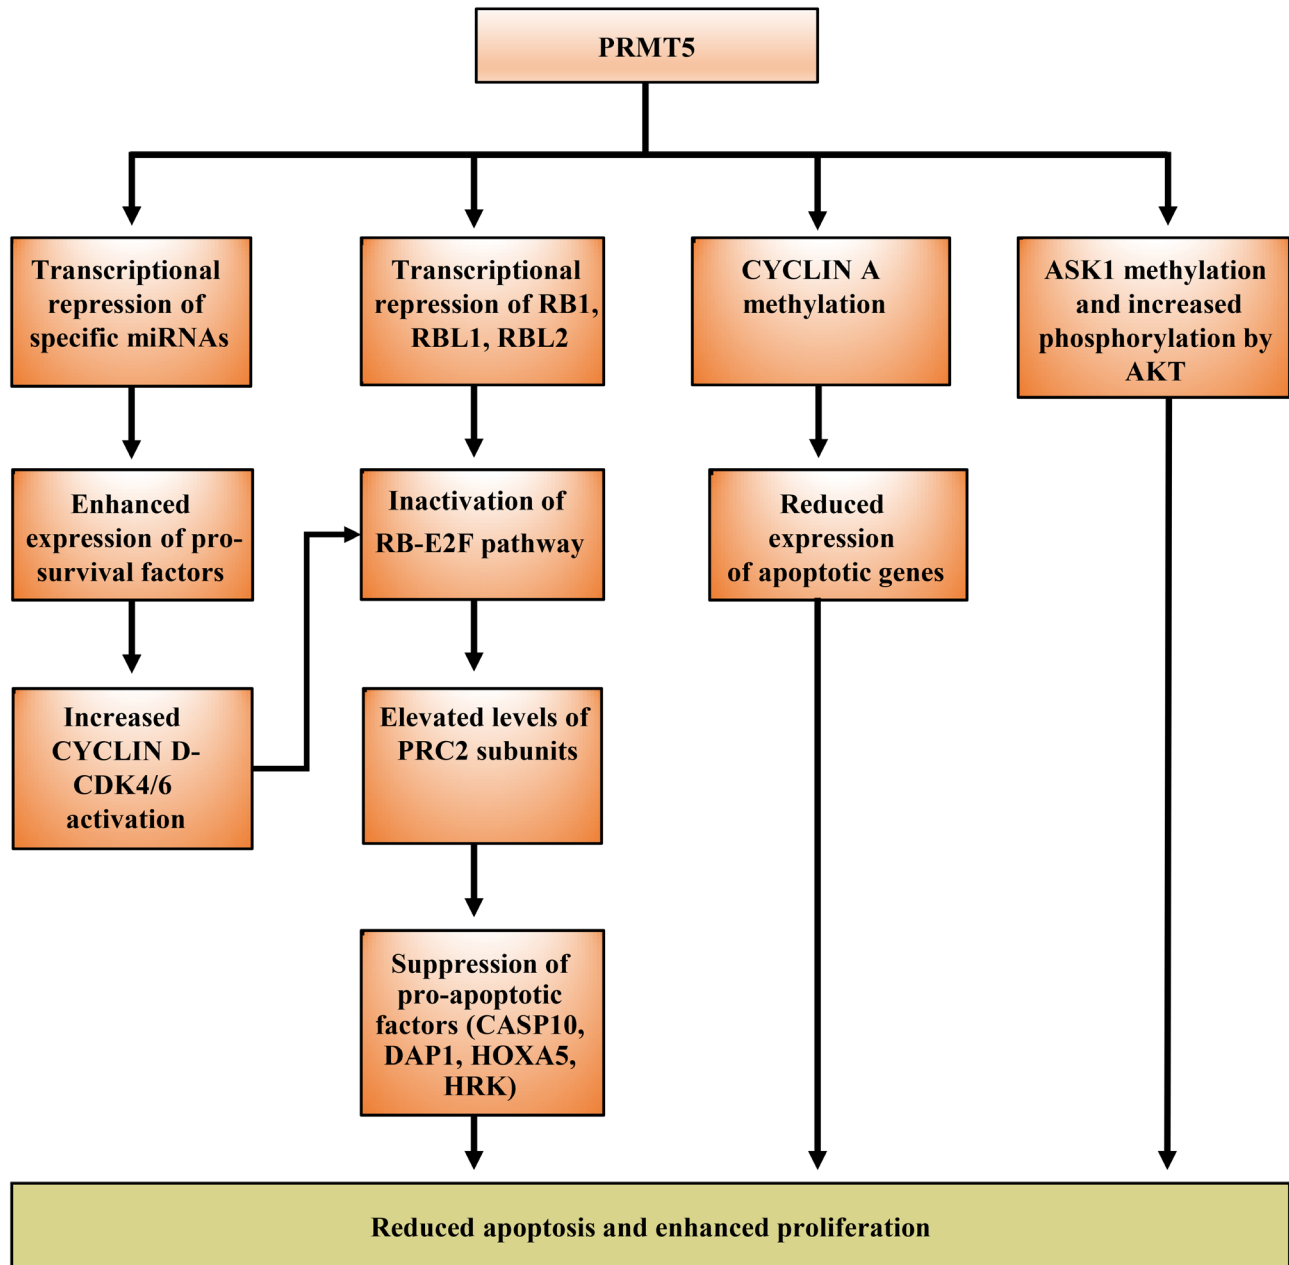 PRMT5
Transcriptional
repression of
specific miRNAs
Transcriptional
repression of RB1,
RBL1, RBL2
CYCLIN A
methylation
ASK1 methylation
and increased
phosphorylation by
AKT
Enhanced
expression of pro-
survival factors
Inactivation of
RB-E2F pathway
Reduced
expression
of apoptotic genes
Increased
CYCLIN D-
CDK4/6
activation
Elevated levels of
PRC2 subunits
Suppression of
pro-apoptotic
factors (CASP10,
DAP1, HOXA5,
HRK)
Reduced apoptosis and enhanced proliferation